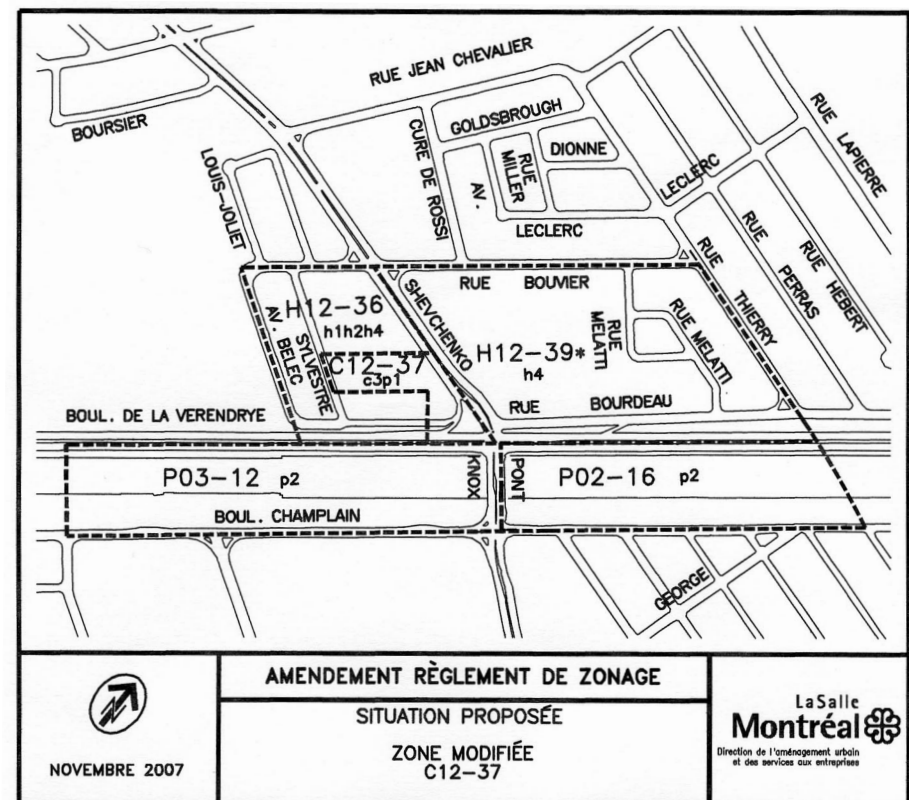 RUE JEAN CHEVALIER
BOURSIER
LOUIS-JOLIET
CURE DE ROSSI
GOLDSBROUGH
AV.
RUE MILLER
DIONNE
LECLERC
LECLERC
RUE LAPIERRE
RUE HEBERT
RUE PERRAS
RUE THIERRY
RUE BOUVIER
SHEVCHENKO
H12-36
h1h2h4
AV. BELEC
SYLVESTRE
C12-37
c3p1
H12-39*
h4
RUE MELATTI
RUE MELATTI
RUE BOURDEAU
BOUL. DE LA VERENDRYE
P03-12 p2
KNOX
PONT
P02-16 p2
BOUL. CHAMPLAIN
GEORGE
NOVEMBRE 2007
AMENDEMENT RÈGLEMENT DE ZONAGE
SITUATION PROPOSÉE
ZONE MODIFIÉE
C12-37
LaSalle
Montréal
Direction de l'aménagement urbain
et des services aux entreprises